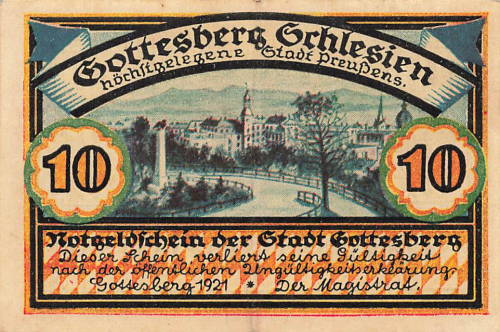 Gottesberg Schlesien
höchstgelegene Stadt Preußens.
10
10
Notgeldschein der Stadt Gottesberg
Dieser Schein verliert seine Gültigkeit
nach der öffentlichen Ungültigkeitserklärung.
Gottesberg 1921 * Der Magistrat.